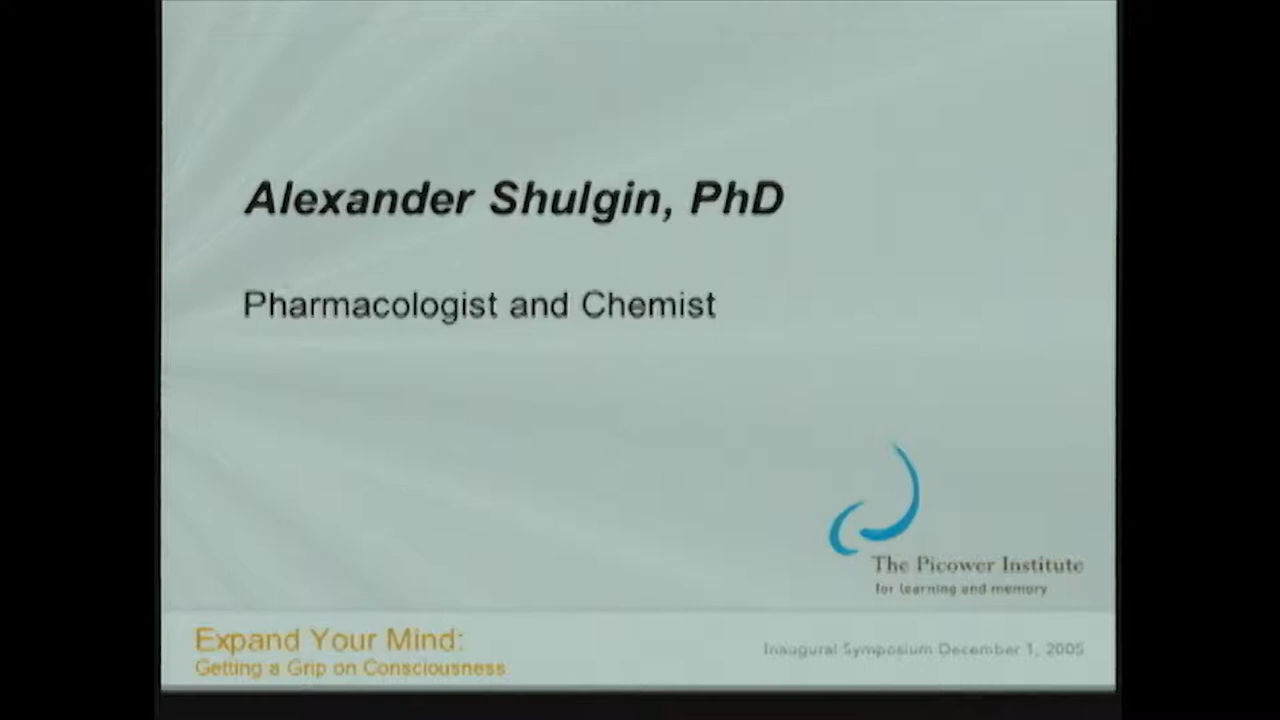 Alexander Shulgin, PhD
Pharmacologist and Chemist
The Picower Institute
for learning and memory
Expand Your Mind:
Getting a Grip on Consciousness
Inaugural Symposium December 1, 2005